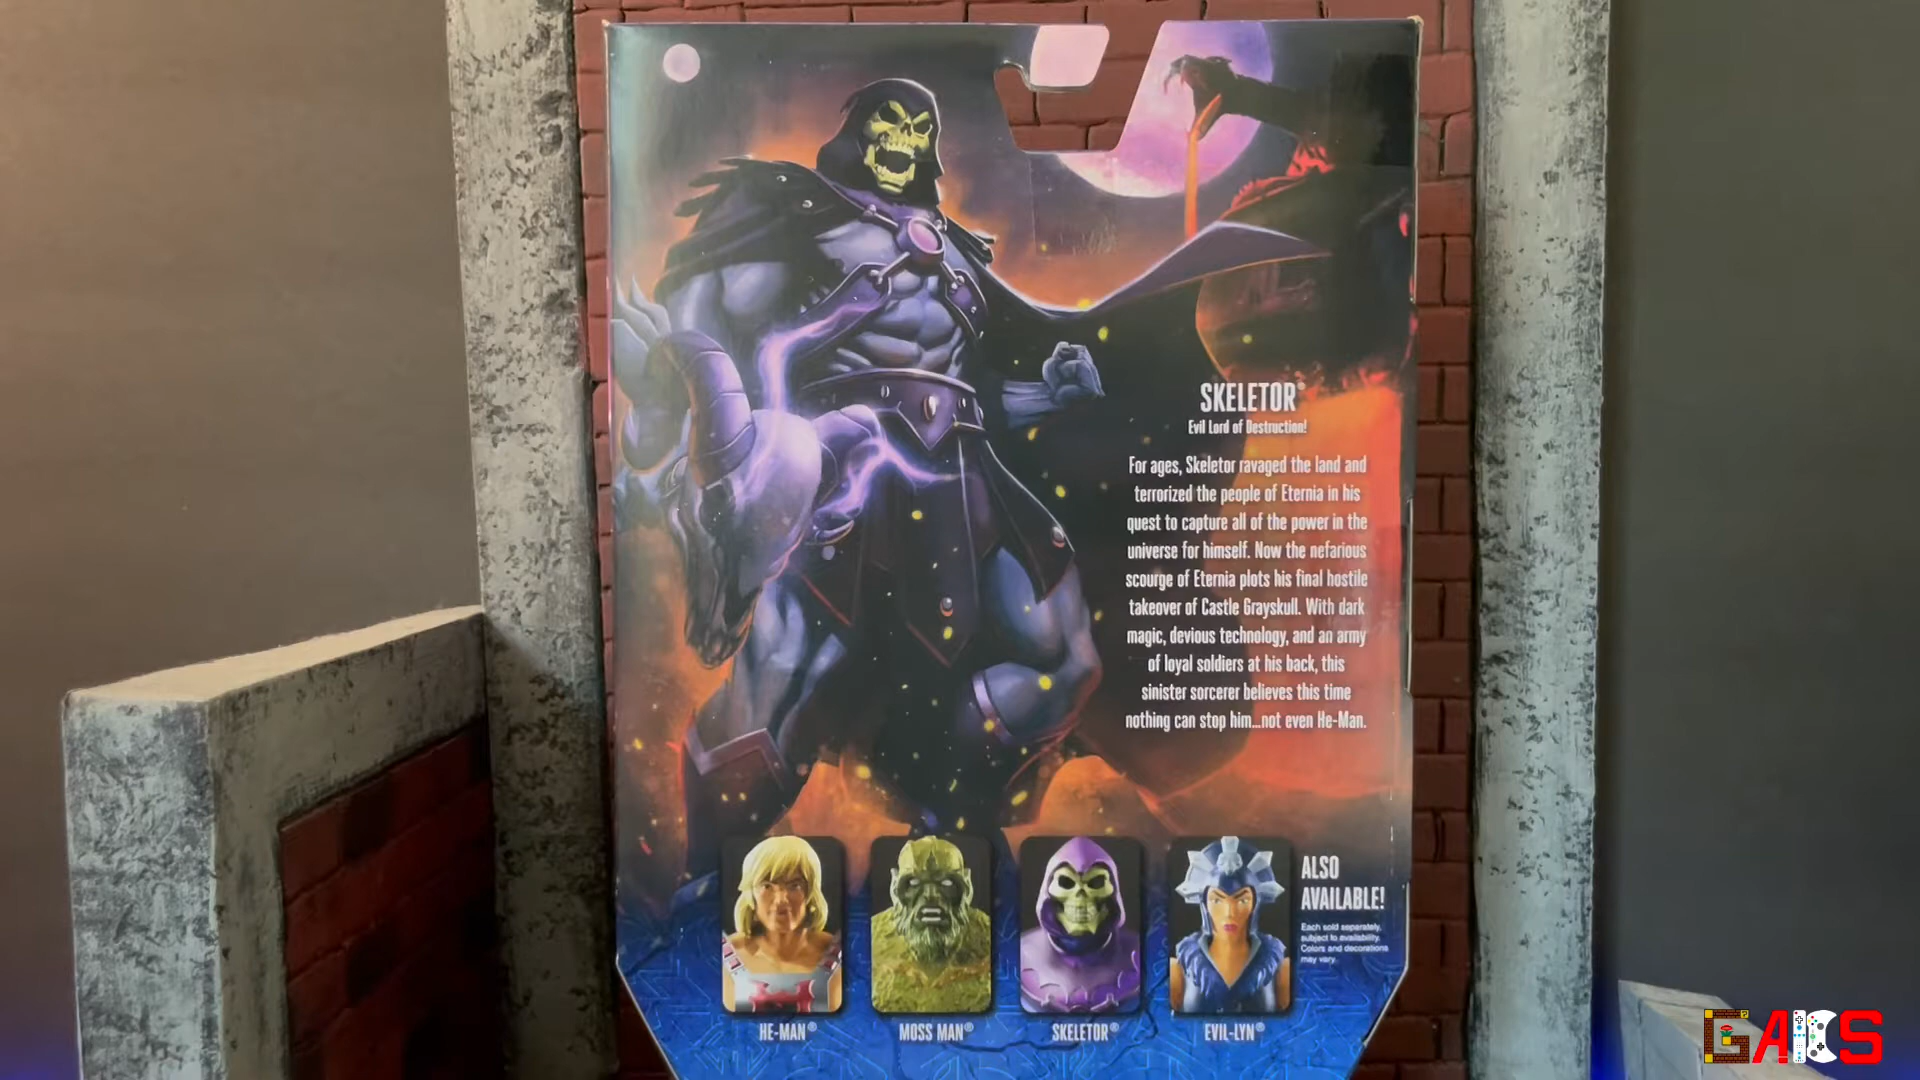 SKELETOR®
Evil Lord of Destruction!
For ages, Skeletor ravaged the land and
terrorized the people of Eternia in his
quest to capture all of the power in the
universe for himself. Now the nefarious
scourge of Eternia plots his final hostile
takeover of Castle Grayskull. With dark
magic, devious technology, and an army
of loyal soldiers at his back, this
sinister sorcerer believes this time
nothing can stop him...not even He-Man.
ALSO
AVAILABLE!
Each sold separately,
subject to availability.
Colors and decorations
may vary.
HE-MAN®
MOSS MAN®
SKELETOR®
EVIL-LYN®
GAKS